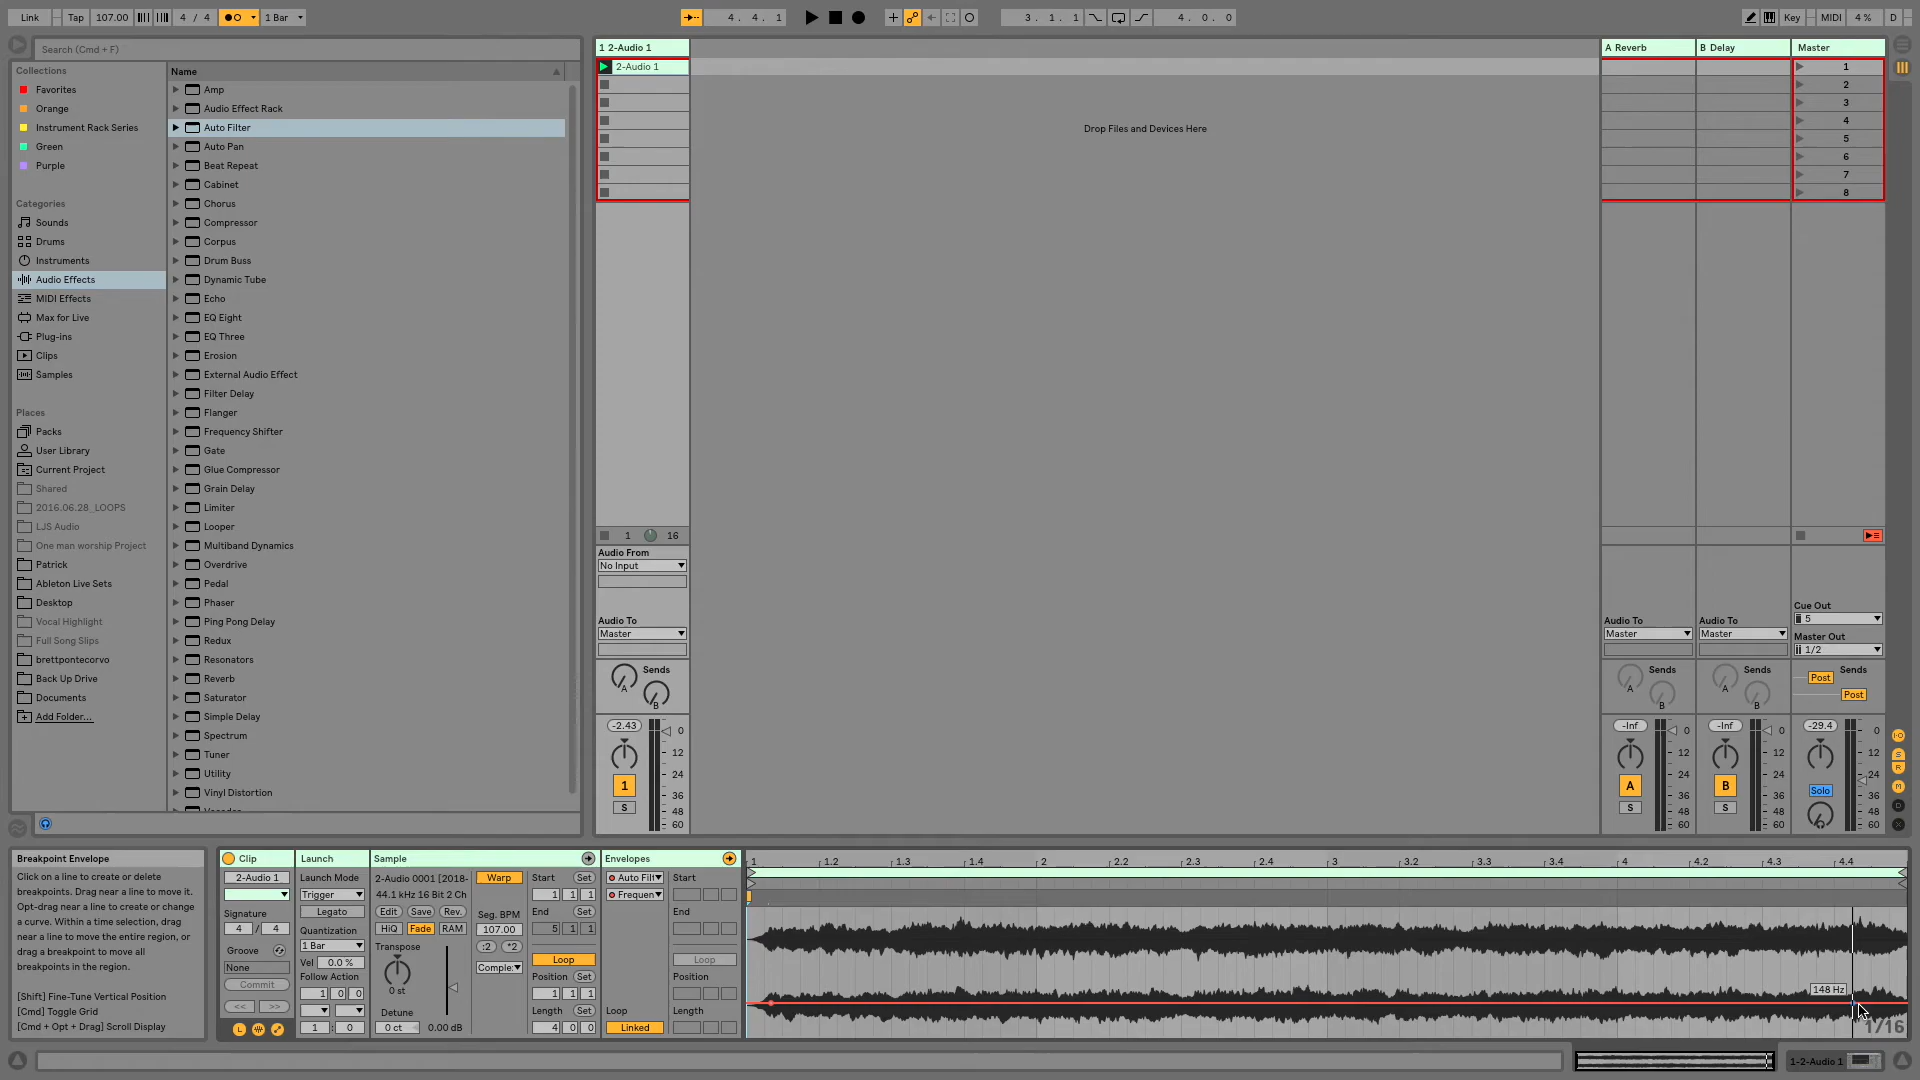 Link
Tap
107.00
4 / 4
1 Bar
4 . 4 . 1
3 . 1 . 1
4 . 0 . 0
Key
MIDI
4 %
D
Search (Cmd + F)
Collections
Favorites
Orange
Instrument Rack Series
Green
Purple
Categories
Sounds
Drums
Instruments
Audio Effects
MIDI Effects
Max for Live
Plug-ins
Clips
Samples
Places
Packs
User Library
Current Project
Shared
2016.06.28_LOOPS
LJS Audio
One man worship Project
Patrick
Ableton Live Sets
Desktop
Vocal Highlight
Full Song Slips
brettpontecorvo
Back Up Drive
Documents
Add Folder...
Name
Amp
Audio Effect Rack
Auto Filter
Auto Pan
Beat Repeat
Cabinet
Chorus
Compressor
Corpus
Drum Buss
Dynamic Tube
Echo
EQ Eight
EQ Three
Erosion
External Audio Effect
Filter Delay
Flanger
Frequency Shifter
Gate
Glue Compressor
Grain Delay
Limiter
Looper
Multiband Dynamics
Overdrive
Pedal
Phaser
Ping Pong Delay
Redux
Resonators
Reverb
Saturator
Simple Delay
Spectrum
Tuner
Utility
Vinyl Distortion
1 2-Audio 1
2-Audio 1
Drop Files and Devices Here
1 16
Audio From
No Input
Audio To
Master
Sends
A
B
-2.43
0
12
24
36
48
60
1
S
A Reverb
Audio To
Master
Sends
A
B
-Inf
0
12
24
36
48
60
A
S
B Delay
Audio To
Master
Sends
A
B
-Inf
0
12
24
36
48
60
B
S
Master
1
2
3
4
5
6
7
8
Cue Out
5
Master Out
1/2
Sends
Post
Post
-29.4
0
12
24
36
48
60
Solo
Breakpoint Envelope
Click on a line to create or delete
breakpoints. Drag near a line to move it.
Opt-drag near a line to create or change
a curve. Within a time selection, drag
near a line to move the entire region, or
drag a breakpoint to move all
breakpoints in the region.
[Shift] Fine-Tune Vertical Position
[Cmd] Toggle Grid
[Cmd + Opt + Drag] Scroll Display
Clip
2-Audio 1
Signature
4 / 4
Groove
None
Commit
<< >>
L
Launch
Launch Mode
Trigger
Legato
Quantization
1 Bar
Vel 0.0 %
Follow Action
1 0 0
1 : 0
Sample
2-Audio 0001 [2018-
44.1 kHz 16 Bit 2 Ch
Edit Save Rev.
HiQ Fade RAM
Transpose
0 st
Detune
0 ct 0.00 dB
Warp
Seg. BPM
107.00
:2 *2
Comple
Start Set
1 1 1
End Set
5 1 1
Loop
Position Set
1 1 1
Length Set
4 0 0
Envelopes
Auto Filt
Frequen
Loop
Linked
Start
End
Loop
Position
Length
1 1.2 1.3 1.4 2 2.2 2.3 2.4 3 3.2 3.3 3.4 4 4.2 4.3 4.4
148 Hz
1/16
1-2-Audio 1